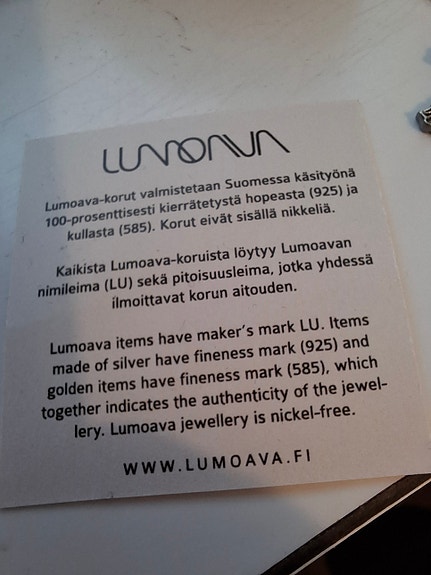 LUMOAVA
Lumoava-korut valmistetaan Suomessa käsityönä
100-prosenttisesti kierrätetystä hopeasta (925) ja
kullasta (585). Korut eivät sisällä nikkeliä.
Kaikista Lumoava-koruista löytyy Lumoavan
nimileima (LU) sekä pitoisuusleima, jotka yhdessä
ilmoittavat korun aitouden.
Lumoava items have maker's mark LU. Items
made of silver have fineness mark (925) and
golden items have fineness mark (585), which
together indicates the authenticity of the jewel-
lery. Lumoava jewellery is nickel-free.
WWW.LUMOAVA.FI